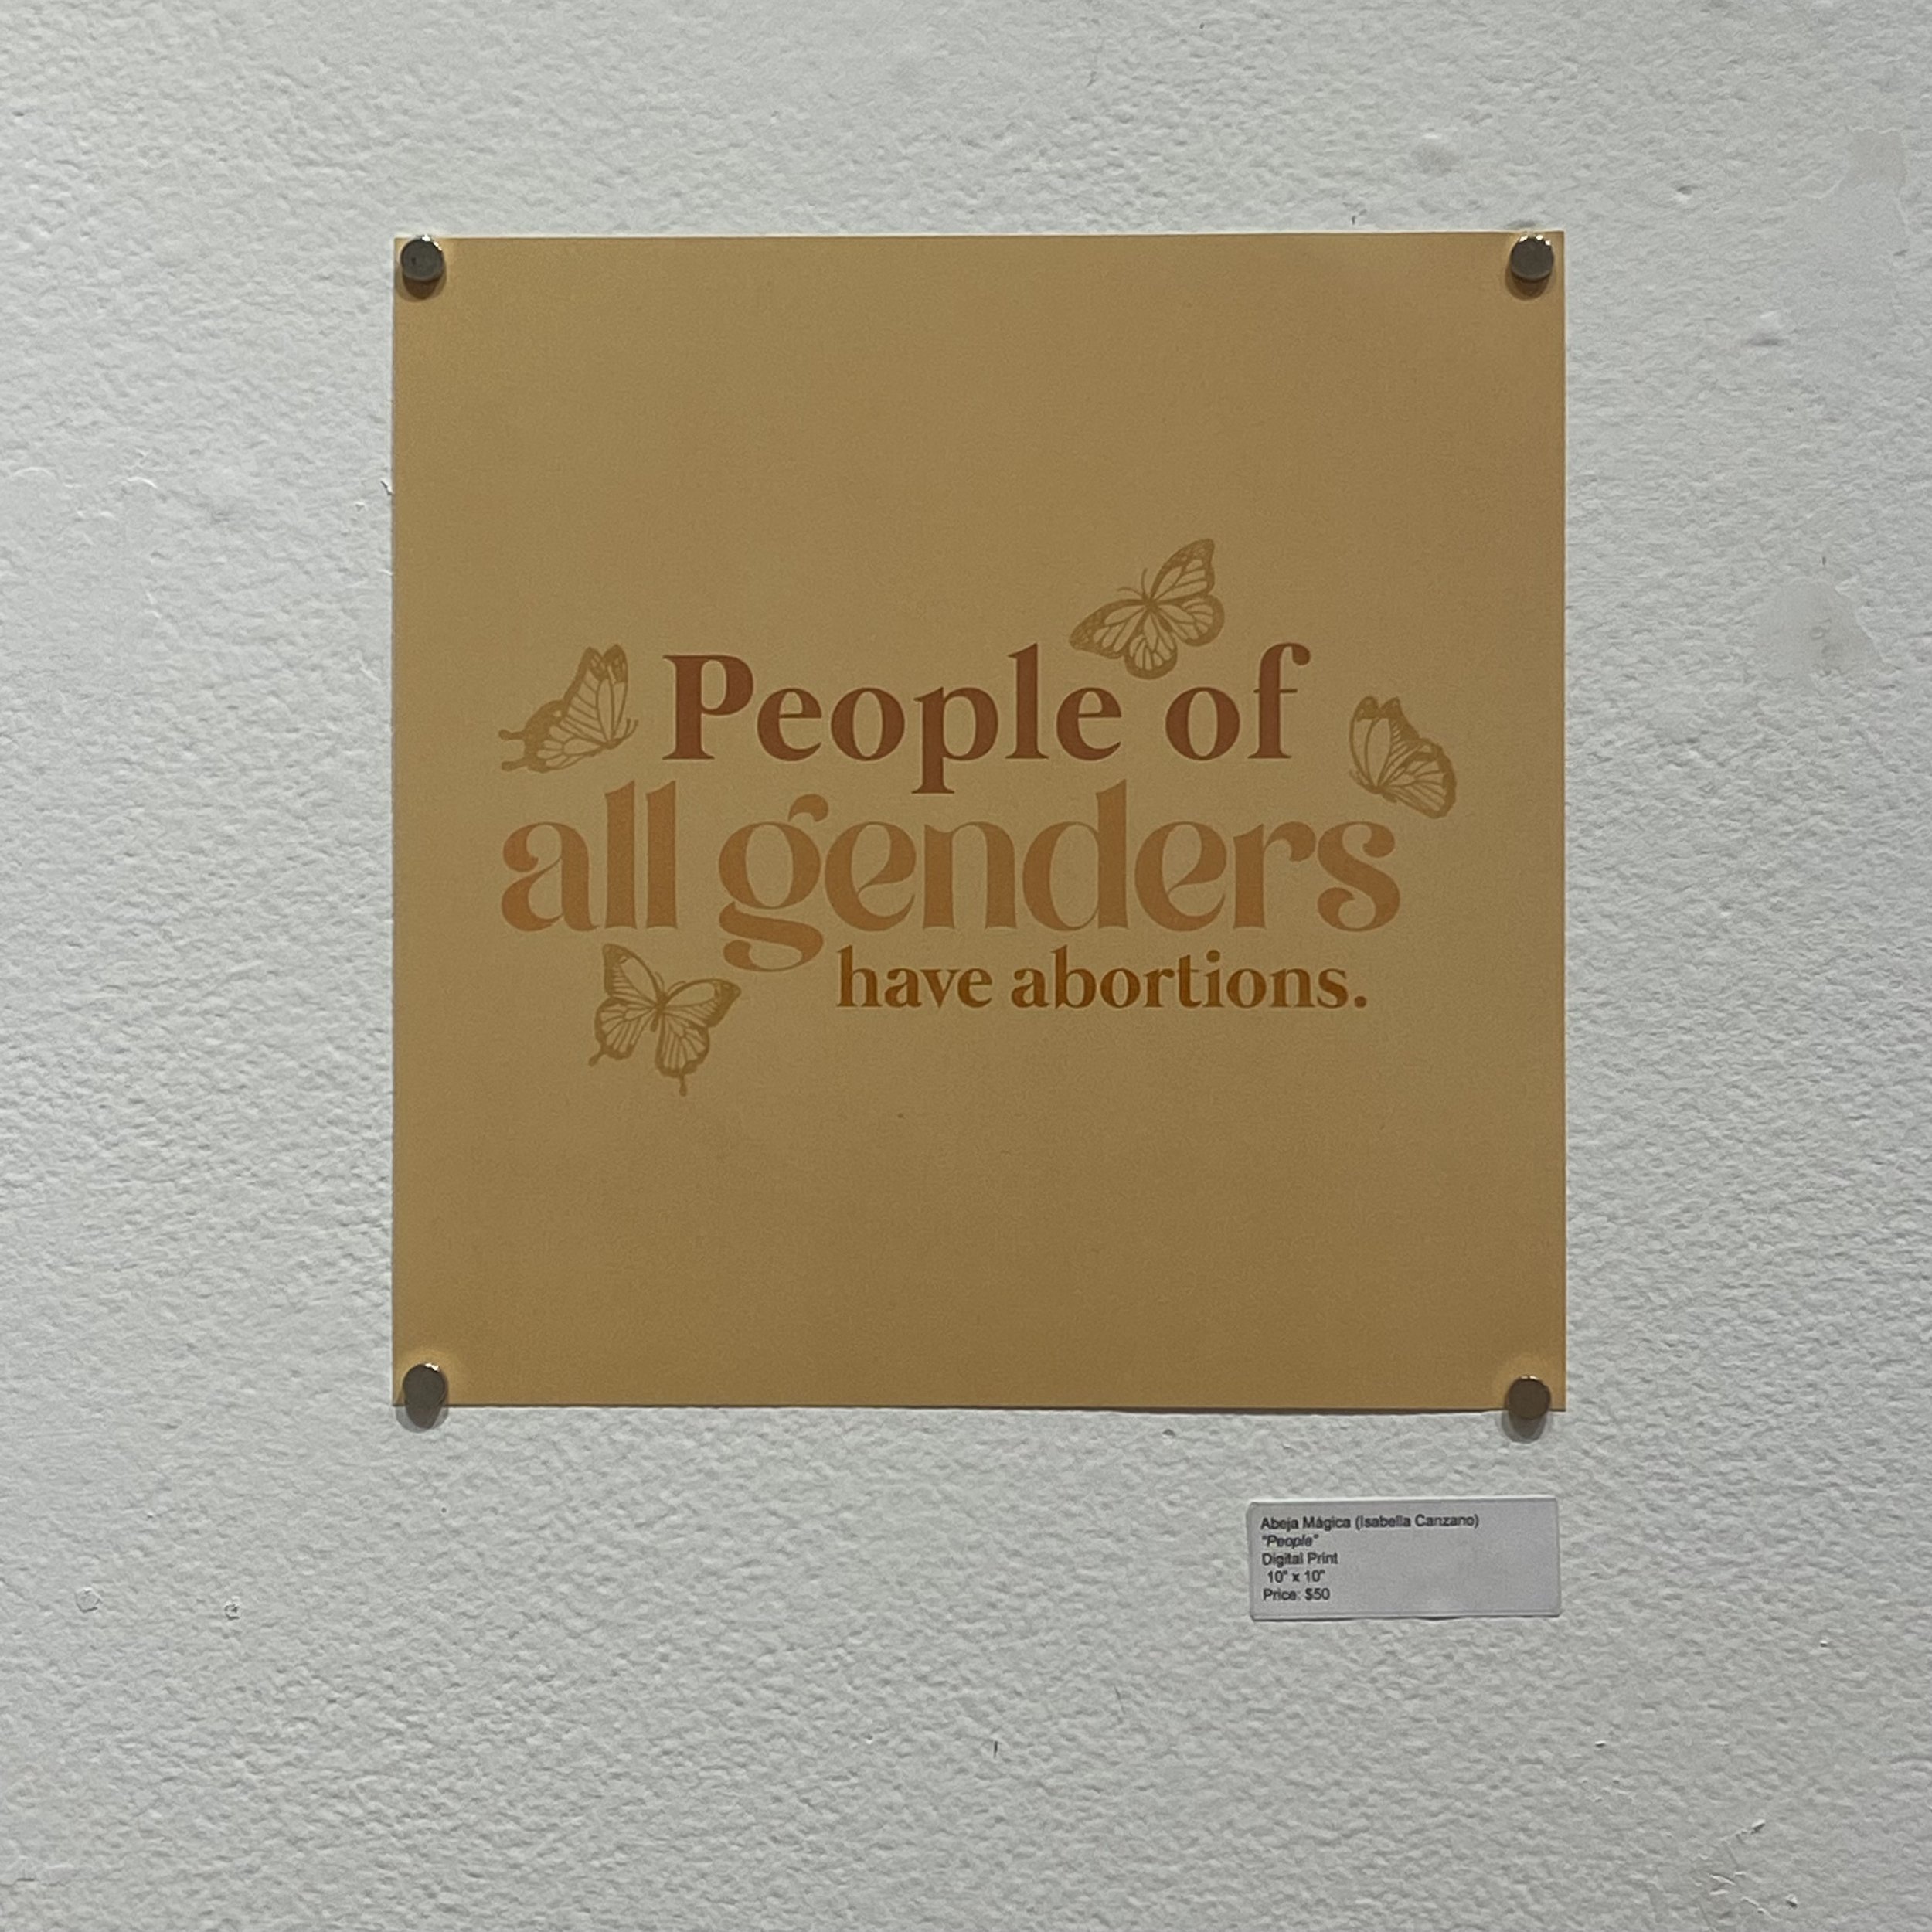 People of
all genders
have abortions.
Abeja Mágica (Isabella Canzano)
"People"
Digital Print
10" x 10"
Price: $50